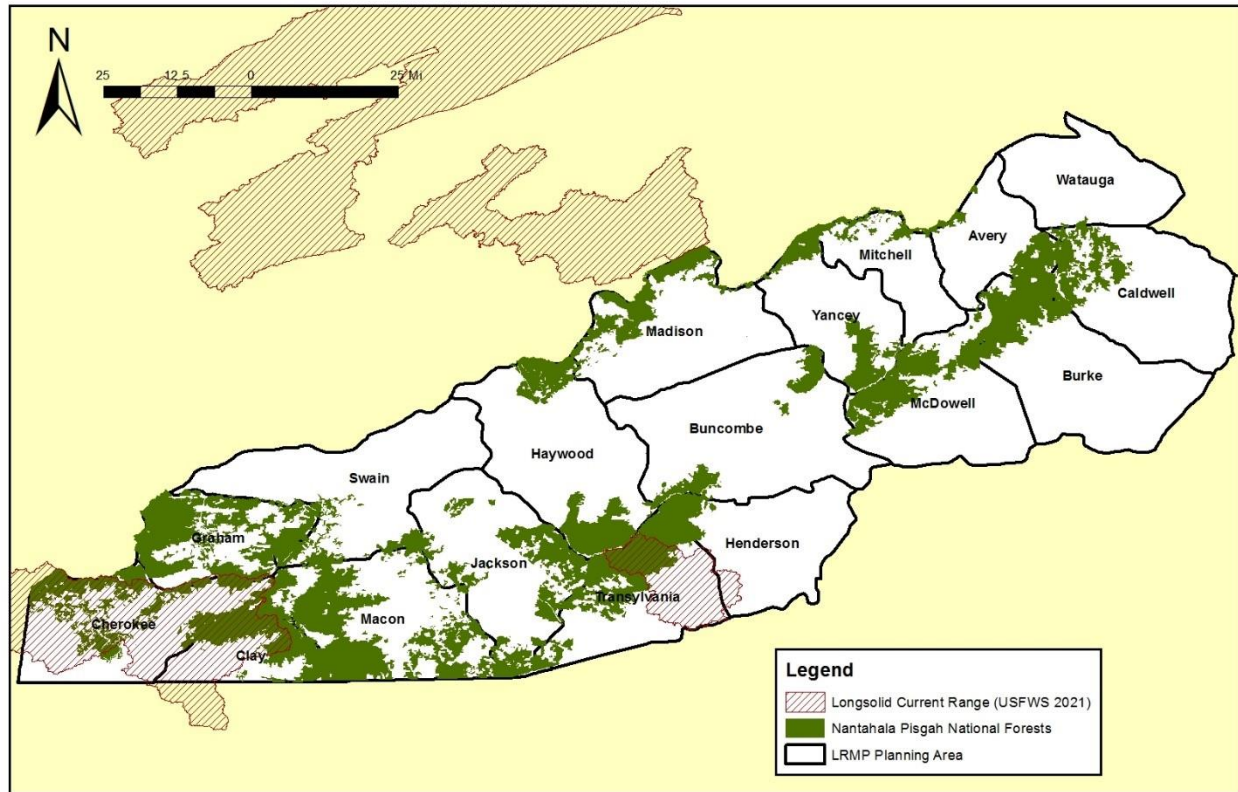 N
25 12.5 0 25 Mi
Watauga
Avery
Mitchell
Caldwell
Yancey
Madison
Burke
McDowell
Buncombe
Haywood
Swain
Graham
Henderson
Jackson
Transylvania
Macon
Cherokee
Clay
Legend
Longsolid Current Range (USFWS 2021)
Nantahala Pisgah National Forests
LRMP Planning Area